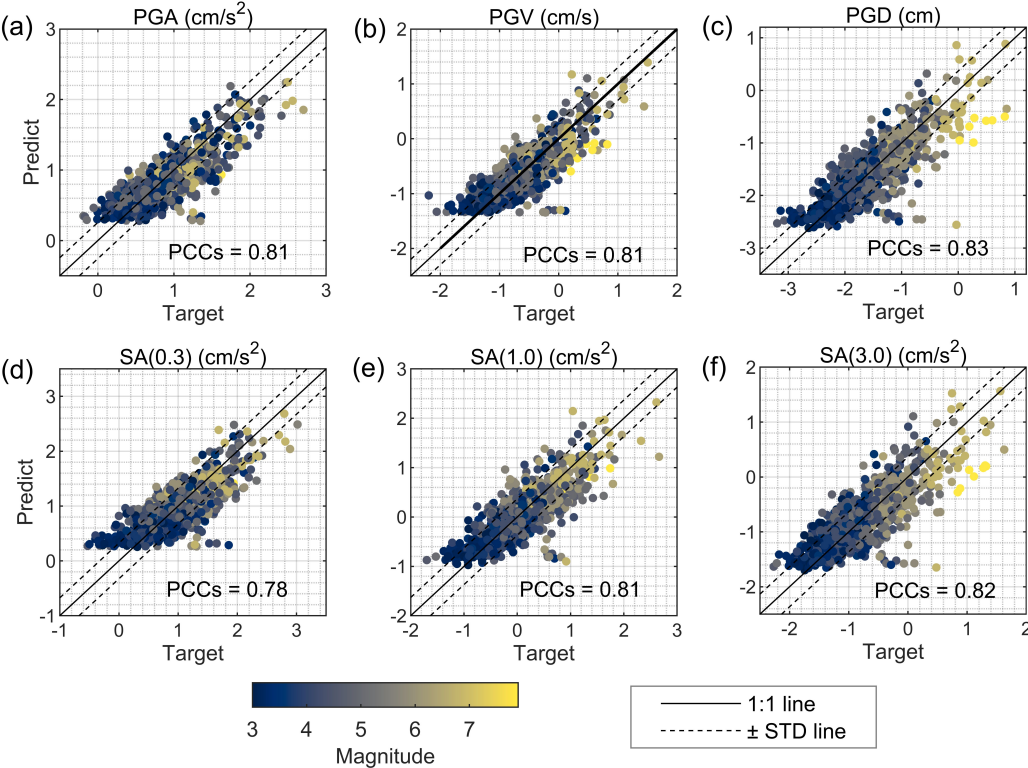 (a) PGA (cm/s²)
3
2
1
0
Predict
PCCs = 0.81
0 1 2 3
Target
(b) PGV (cm/s)
2
1
0
-1
-2
PCCs = 0.81
-2 -1 0 1 2
Target
(c) PGD (cm)
1
0
-1
-2
-3
PCCs = 0.83
-3 -2 -1 0 1
Target
(d) SA(0.3) (cm/s²)
3
2
1
0
-1
Predict
PCCs = 0.78
-1 0 1 2 3
Target
(e) SA(1.0) (cm/s²)
3
2
1
0
-1
-2
PCCs = 0.81
-2 -1 0 1 2 3
Target
(f) SA(3.0) (cm/s²)
2
1
0
-1
-2
PCCs = 0.82
-2 -1 0 1 2
Target
3 4 5 6 7
Magnitude
1:1 line
± STD line